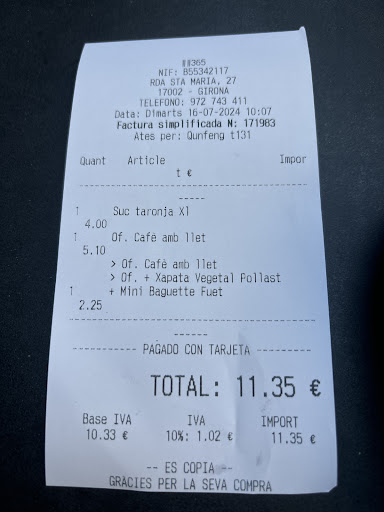 365
NIF: B55342117
RDA STA MARIA, 27
17002 - GIRONA
TELEFONO: 972 743 411
Data: Dimarts 16-07-2024 10:07
Factura simplificada N: 171983
Ates per: Qunfeng t131
Quant Article Impor
t €
1 Suc taronja Xl
4.00
1 Of. Cafè amb llet
5.10
> Of. Cafè amb llet
> Of. + Xapata Vegetal Pollast
1 + Mini Baguette Fuet
2.25
PAGADO CON TARJETA
TOTAL: 11.35 €
Base IVA IVA IMPORT
10.33 € 10%: 1.02 € 11.35 €
-- ES COPIA --
GRÀCIES PER LA SEVA COMPRA